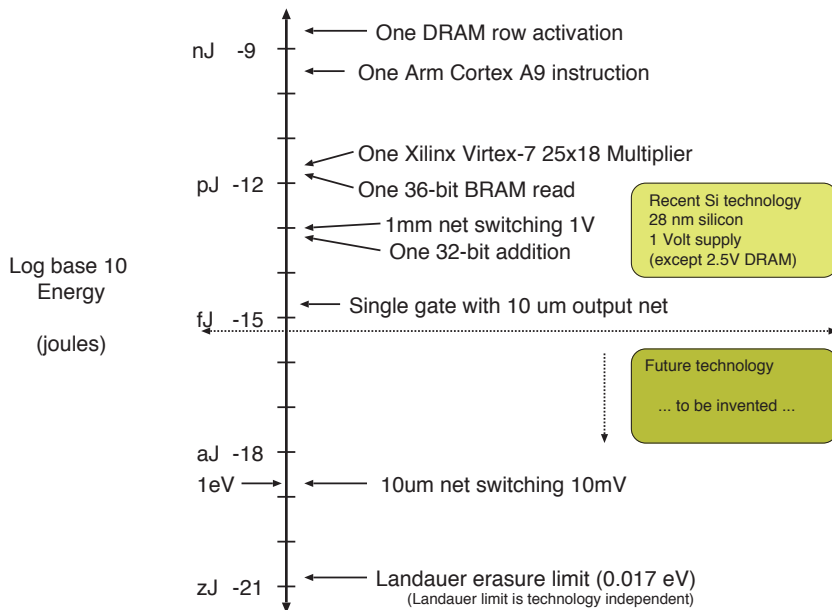 One DRAM row activation
nJ -9
One Arm Cortex A9 instruction
One Xilinx Virtex-7 25x18 Multiplier
pJ -12
One 36-bit BRAM read
1mm net switching 1V
One 32-bit addition
Recent Si technology
28 nm silicon
1 Volt supply
(except 2.5V DRAM)
Log base 10
Energy
(joules)
Single gate with 10 um output net
fJ -15
Future technology
... to be invented ...
aJ -18
1eV
10um net switching 10mV
Landauer erasure limit (0.017 eV)
(Landauer limit is technology independent)
zJ -21